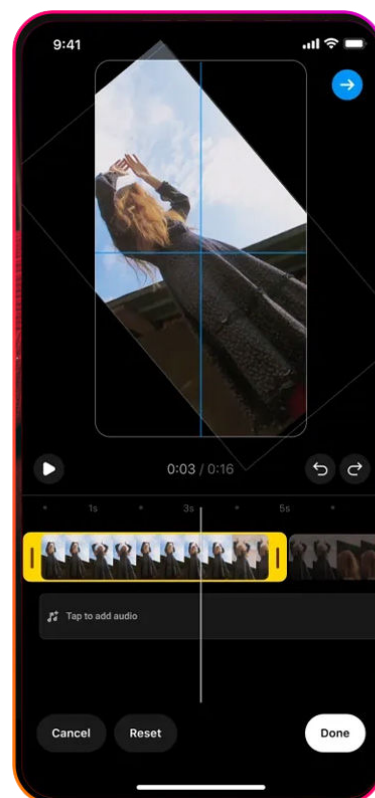 9:41
0:03 / 0:16
1s 3s 5s
Tap to add audio
Cancel Reset Done